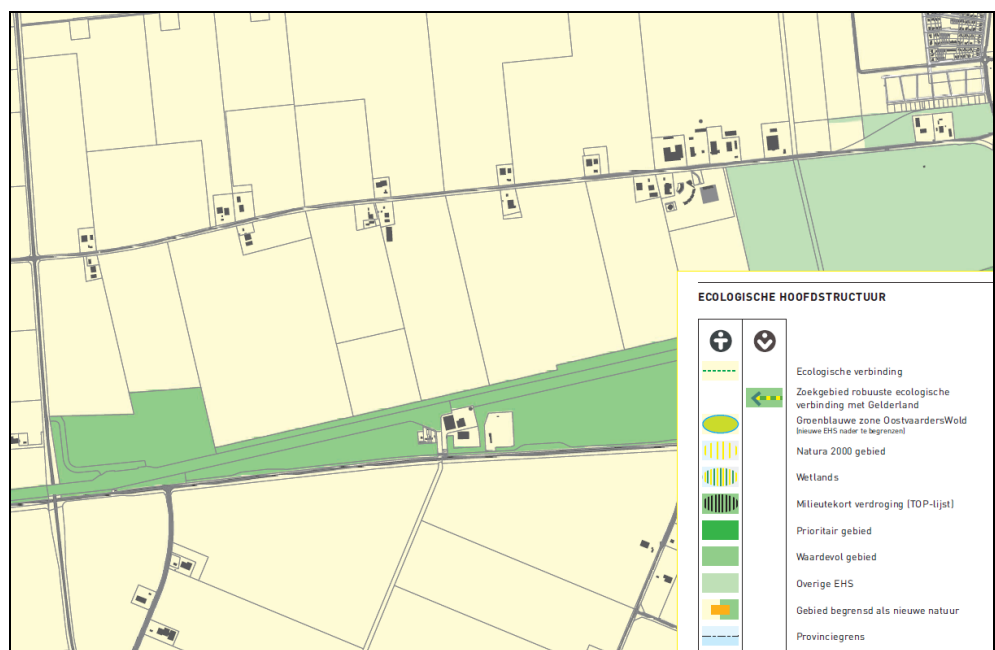 ECOLOGISCHE HOOFDSTRUCTUUR
Ecologische verbinding
Zoekgebied robuuste ecologische
verbinding met Gelderland
Groenblauwe zone OostvaardersWold
(nieuwe EHS nader te begrenzen)
Natura 2000 gebied
Wetlands
Milieutekort verdroging (TOP-lijst)
Prioritair gebied
Waardevol gebied
Overige EHS
Gebied begrensd als nieuwe natuur
Provinciegrens